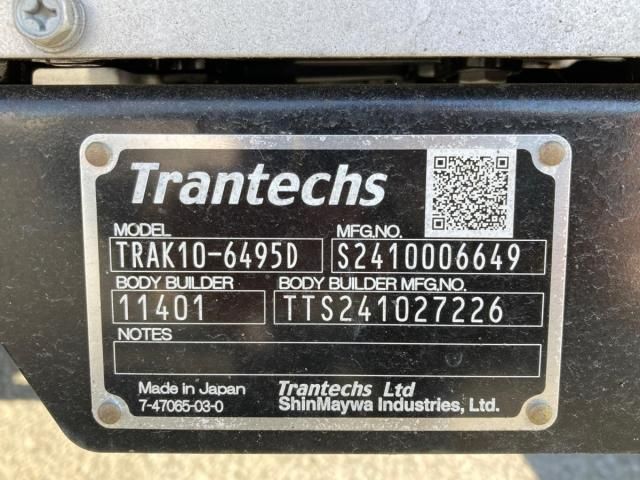 Trantechs
MODEL MFG.NO.
TRAK10-6495D S2410006649
BODY BUILDER BODY BUILDER MFG.NO.
11401 TTS241027226
NOTES
Made in Japan Trantechs Ltd
7-47065-03-0 ShinMaywa Industries, Ltd.